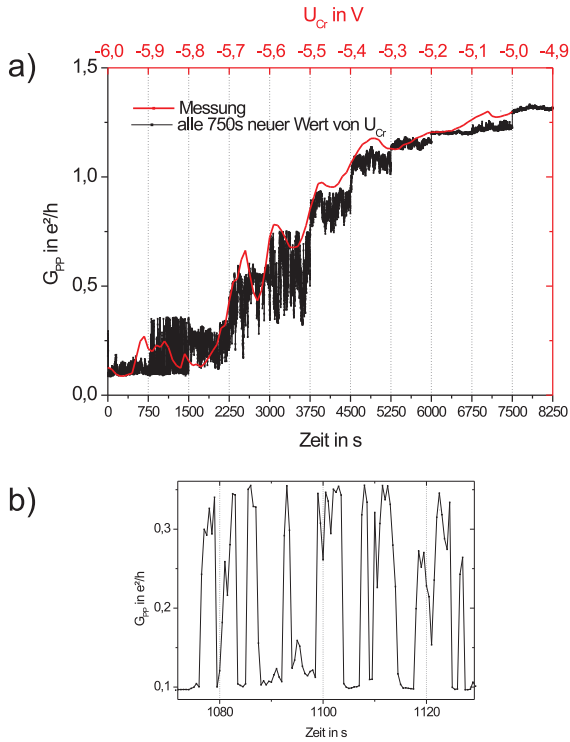 U_Cr in V
-6,0 -5,9 -5,8 -5,7 -5,6 -5,5 -5,4 -5,3 -5,2 -5,1 -5,0 -4,9
a)
1,5
Messung
alle 750s neuer Wert von U_Cr
1,0
G_PP in e²/h
0,5
0,0
0 750 1500 2250 3000 3750 4500 5250 6000 6750 7500 8250
Zeit in s
b)
0,3
G_PP in e²/h
0,2
0,1
1080 1100 1120
Zeit in s